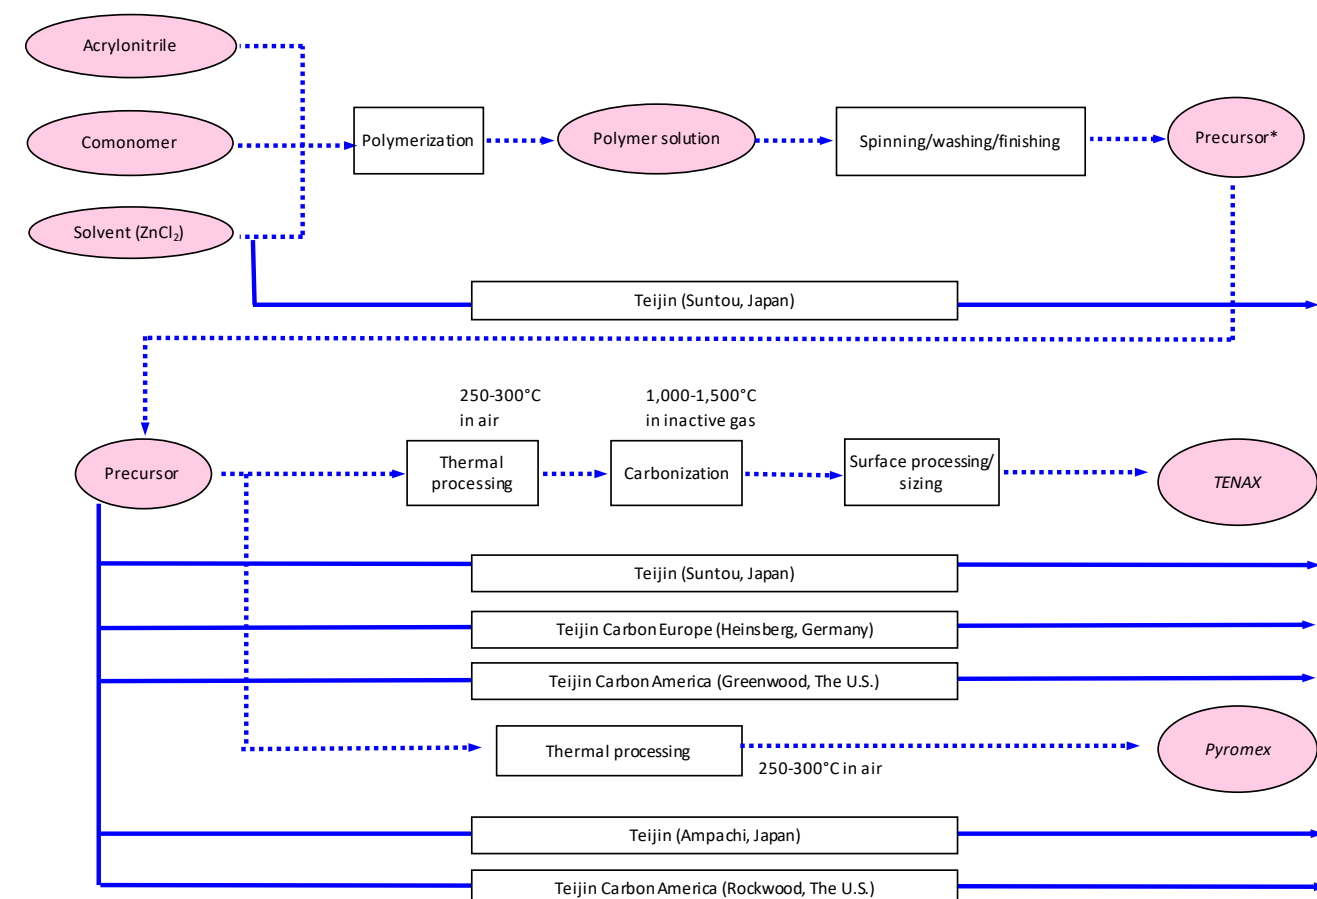 Acrylonitrile
Comonomer
Solvent (ZnCl₂)
Polymerization
Polymer solution
Spinning/washing/finishing
Precursor*
Teijin (Suntou, Japan)
250-300°C
in air
1,000-1,500°C
in inactive gas
Precursor
Thermal
processing
Carbonization
Surface processing/
sizing
TENAX
Teijin (Suntou, Japan)
Teijin Carbon Europe (Heinsberg, Germany)
Teijin Carbon America (Greenwood, The U.S.)
Thermal processing
250-300°C in air
Pyromex
Teijin (Ampachi, Japan)
Teijin Carbon America (Rockwood, The U.S.)